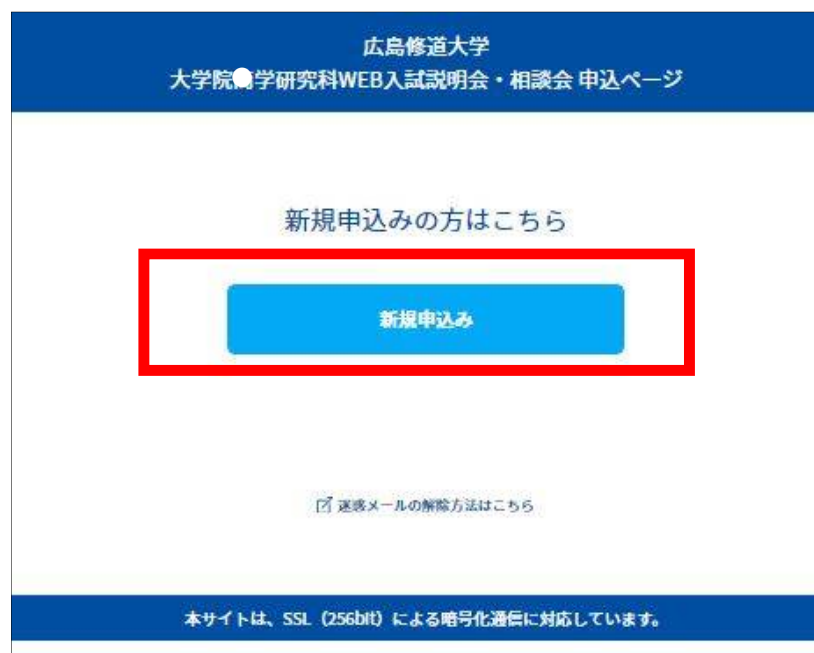 広島修道大学
大学院 学研究科WEB入試説明会・相談会 申込ページ
新規申込みの方はこちら
新規申込み
迷惑メールの解除方法はこちら
本サイトは、SSL（256bit）による暗号化通信に対応しています。